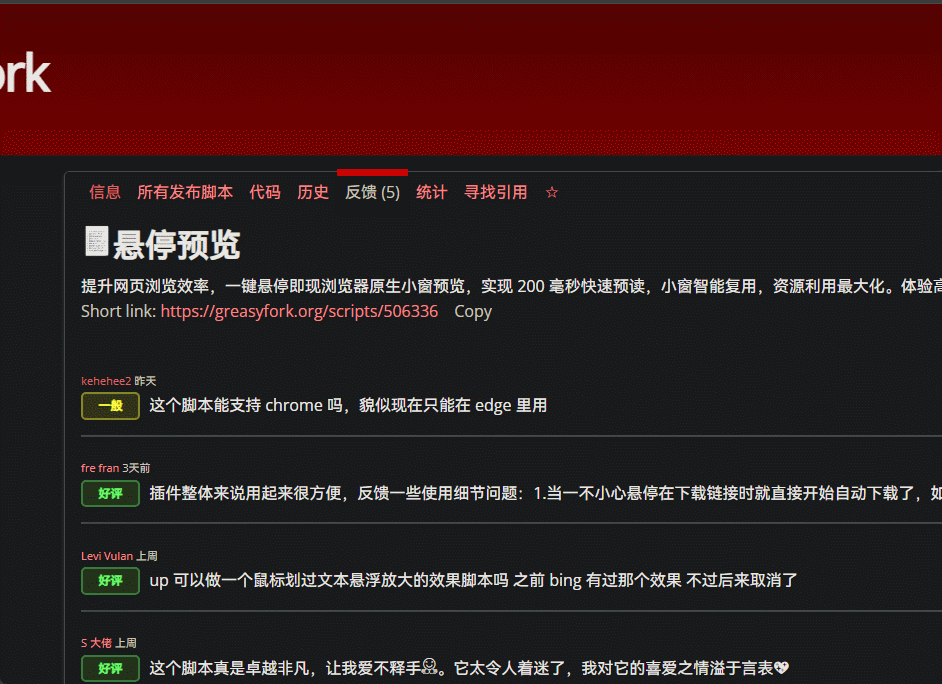 ork
信息 所有发布脚本 代码 历史 反馈 (5) 统计 寻找引用 ☆
悬停预览
提升网页浏览效率，一键悬停即现浏览器原生小窗预览，实现 200 毫秒快速预读，小窗智能复用，资源利用最大化。体验
Short link: https://greasyfork.org/scripts/506336 Copy
kehehee2 昨天
一般 这个脚本能支持 chrome 吗，貌似现在只能在 edge 里用
fre fran 3天前
好评 插件整体来说用起来很方便，反馈一些使用细节问题：1.当一不小心悬停在下载链接时就直接开始自动下载了，如
Levi Vulan 上周
好评 up 可以做一个鼠标划过文本悬浮放大的效果脚本吗 之前 bing 有过那个效果 不过后来取消了
S 大佬 上周
好评 这个脚本真是卓越非凡，让我爱不释手。它太令人着迷了，我对它的喜爱之情溢于言表💖